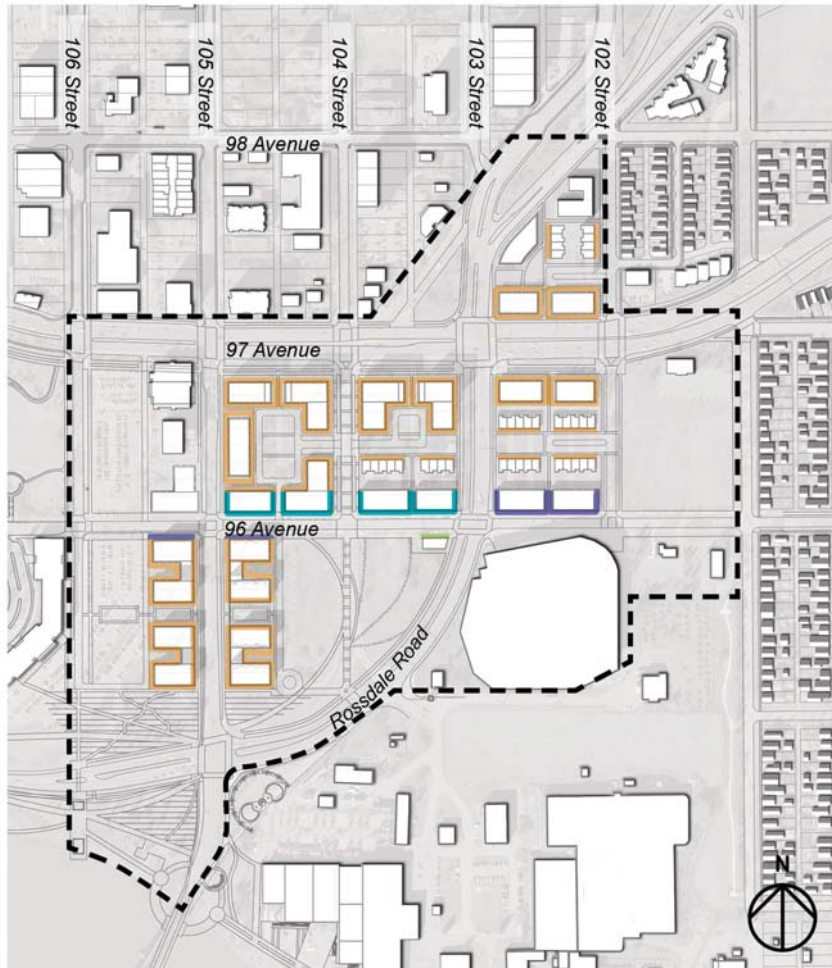 106 Street
105 Street
104 Street
103 Street
102 Street
98 Avenue
97 Avenue
96 Avenue
Rossdale Road
N